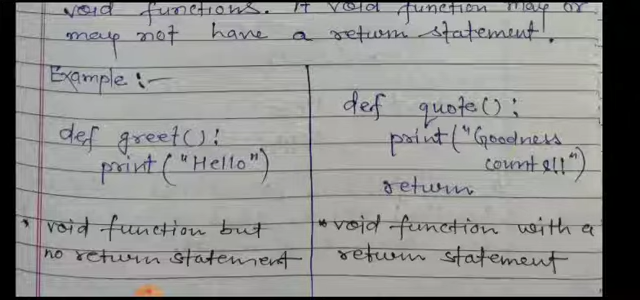 void functions. A void function may or
may not have a return statement.
Example :-
def greet():
print ("Hello")
* void function but
no return statement
def quote():
print("Goodness
counts!!")
return
* void function with a
return statement